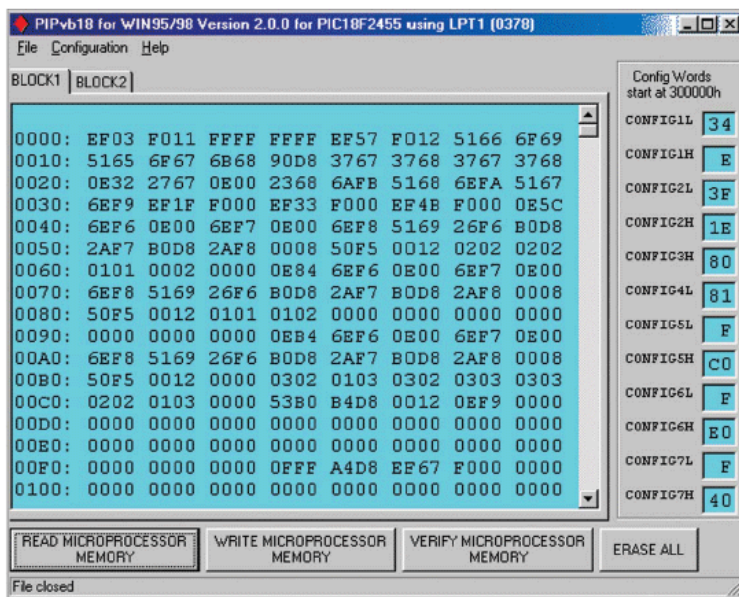 PIPvb18 for WIN95/98 Version 2.0.0 for PIC18F2455 using LPT1 (0378)
File Configuration Help
BLOCK1 BLOCK2
0000: EF03 F011 FFFF FFFF EF57 F012 5166 6F69
0010: 5165 6F67 6B68 90D8 3767 3768 3767 3768
0020: 0E32 2767 0E00 2368 6AFB 5168 6EFA 5167
0030: 6EF9 EF1F F000 EF33 F000 EF4B F000 0E5C
0040: 6EF6 0E00 6EF7 0E00 6EF8 5169 26F6 B0D8
0050: 2AF7 B0D8 2AF8 0008 50F5 0012 0202 0202
0060: 0101 0002 0000 0E84 6EF6 0E00 6EF7 0E00
0070: 6EF8 5169 26F6 B0D8 2AF7 B0D8 2AF8 0008
0080: 50F5 0012 0101 0102 0000 0000 0000 0000
0090: 0000 0000 0000 0EB4 6EF6 0E00 6EF7 0E00
00A0: 6EF8 5169 26F6 B0D8 2AF7 B0D8 2AF8 0008
00B0: 50F5 0012 0000 0302 0103 0302 0303 0303
00C0: 0202 0103 0000 53B0 B4D8 0012 0EF9 0000
00D0: 0000 0000 0000 0000 0000 0000 0000 0000
00E0: 0000 0000 0000 0000 0000 0000 0000 0000
00F0: 0000 0000 0000 0FFF A4D8 EF67 F000 0000
0100: 0000 0000 0000 0000 0000 0000 0000 0000
Config Words
start at 300000h
CONFIG1L 34
CONFIG1H E
CONFIG2L 3F
CONFIG2H 1E
CONFIG3H 80
CONFIG4L 81
CONFIG5L F
CONFIG5H C0
CONFIG6L F
CONFIG6H E0
CONFIG7L F
CONFIG7H 40
READ MICROPROCESSOR
MEMORY
WRITE MICROPROCESSOR
MEMORY
VERIFY MICROPROCESSOR
MEMORY
ERASE ALL
File closed